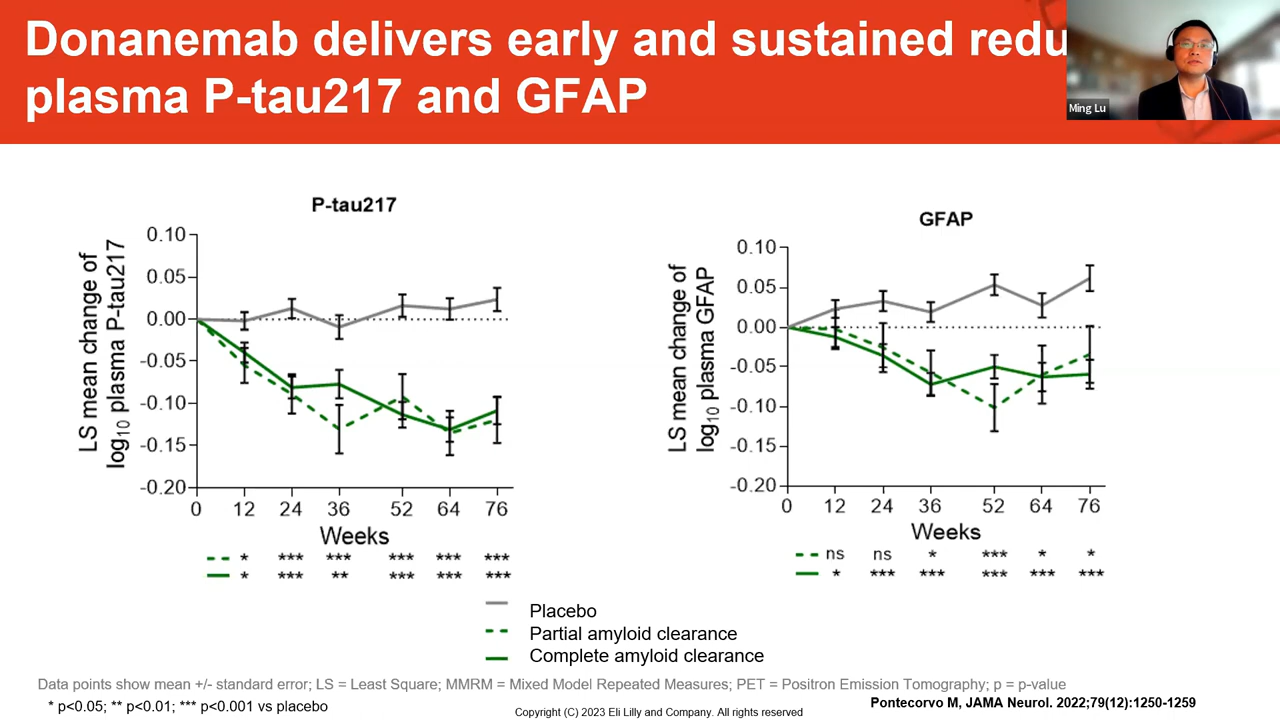 Donanemab delivers early and sustained redu
plasma P-tau217 and GFAP
Ming Lu
P-tau217
LS mean change of
log10 plasma P-tau217
0.10
0.05
0.00
-0.05
-0.10
-0.15
-0.20
0 12 24 36 52 64 76
Weeks
* *** *** *** *** ***
* *** ** *** *** ***
GFAP
LS mean change of
log10 plasma GFAP
0.10
0.05
0.00
-0.05
-0.10
-0.15
-0.20
0 12 24 36 52 64 76
Weeks
ns ns * *** * *
* *** *** *** *** ***
Placebo
Partial amyloid clearance
Complete amyloid clearance
Data points show mean +/- standard error; LS = Least Square; MMRM = Mixed Model Repeated Measures; PET = Positron Emission Tomography; p = p-value
* p<0.05; ** p<0.01; *** p<0.001 vs placebo
Copyright (C) 2023 Eli Lilly and Company. All rights reserved
Pontecorvo M, JAMA Neurol. 2022;79(12):1250-1259